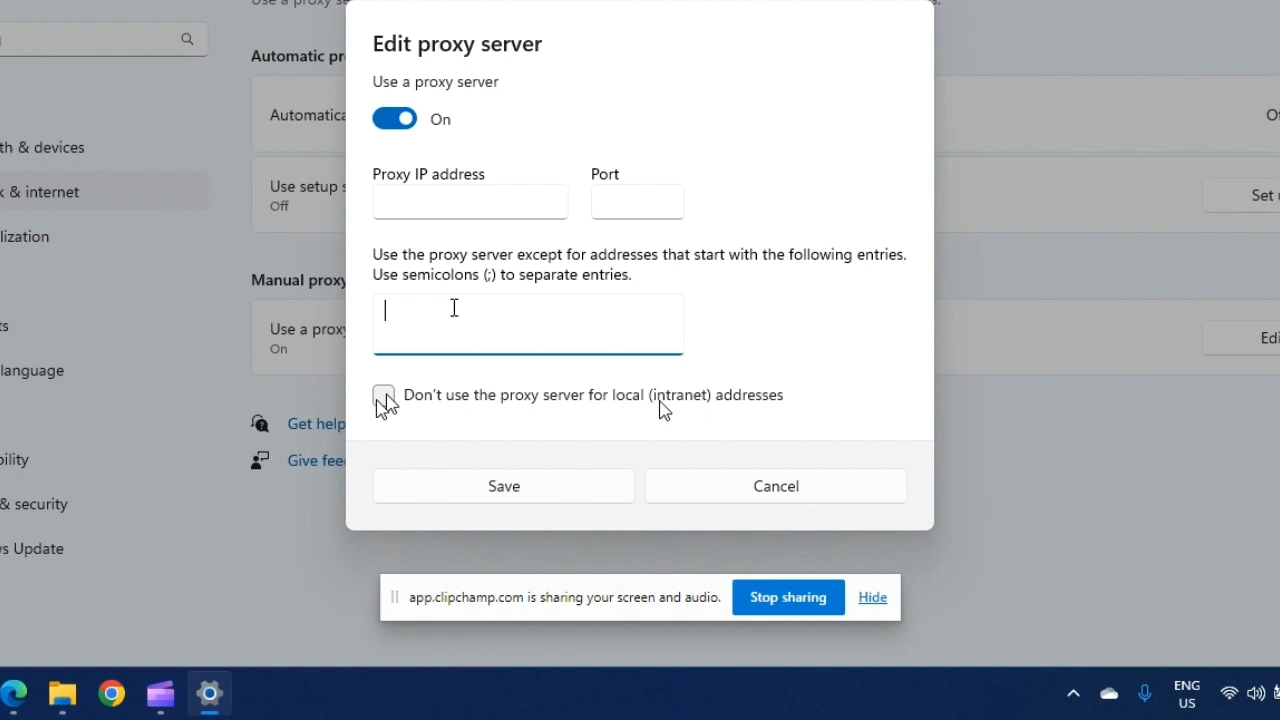 Edit proxy server
Use a proxy server
On
Proxy IP address
Port
Use the proxy server except for addresses that start with the following entries.
Use semicolons (;) to separate entries.
Don't use the proxy server for local (intranet) addresses
Save
Cancel
Automatic pr
Automatica
Use setup s
Off
Set
Manual proxy
Use a proxy
On
Edi
Get help
Give fee
th & devices
k & internet
lization
ts
language
bility
& security
s Update
app.clipchamp.com is sharing your screen and audio.
Stop sharing
Hide
ENG
US